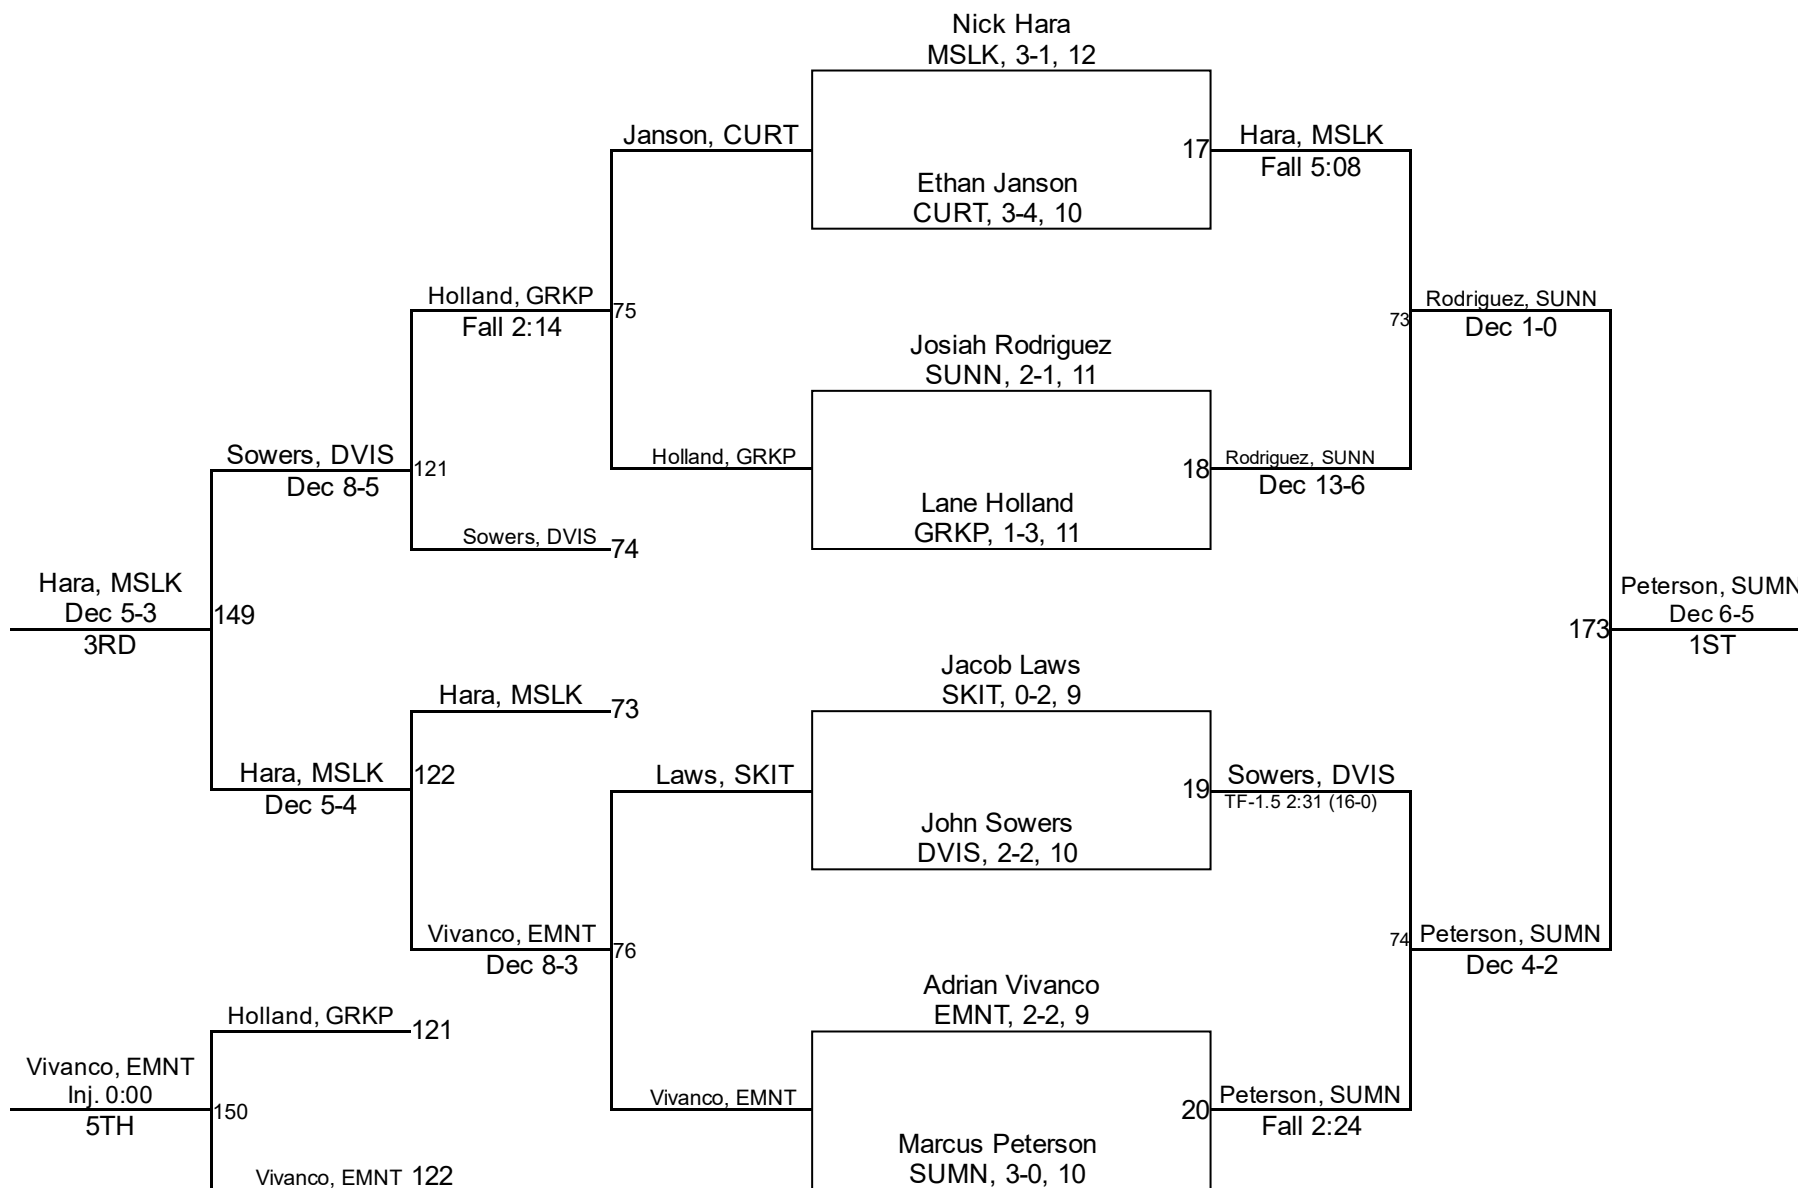 Nick Hara
MSLK, 3-1, 12
Janson, CURT
17
Hara, MSLK
Fall 5:08
Ethan Janson
CURT, 3-4, 10
Holland, GRKP
Fall 2:14
75
73
Rodriguez, SUNN
Dec 1-0
Josiah Rodriguez
SUNN, 2-1, 11
Sowers, DVIS
Dec 8-5
121
Holland, GRKP
18
Rodriguez, SUNN
Dec 13-6
Lane Holland
GRKP, 1-3, 11
Sowers, DVIS
74
Hara, MSLK
Dec 5-3
3RD
149
173
Peterson, SUMN
Dec 6-5
1ST
Jacob Laws
SKIT, 0-2, 9
Hara, MSLK
73
Hara, MSLK
Dec 5-4
122
Laws, SKIT
19
Sowers, DVIS
TF-1.5 2:31 (16-0)
John Sowers
DVIS, 2-2, 10
Vivanco, EMNT
Dec 8-3
76
74
Peterson, SUMN
Dec 4-2
Adrian Vivanco
EMNT, 2-2, 9
Holland, GRKP
121
Vivanco, EMNT
Inj. 0:00
5TH
150
Vivanco, EMNT
20
Peterson, SUMN
Fall 2:24
Marcus Peterson
SUMN, 3-0, 10
Vivanco, EMNT
122